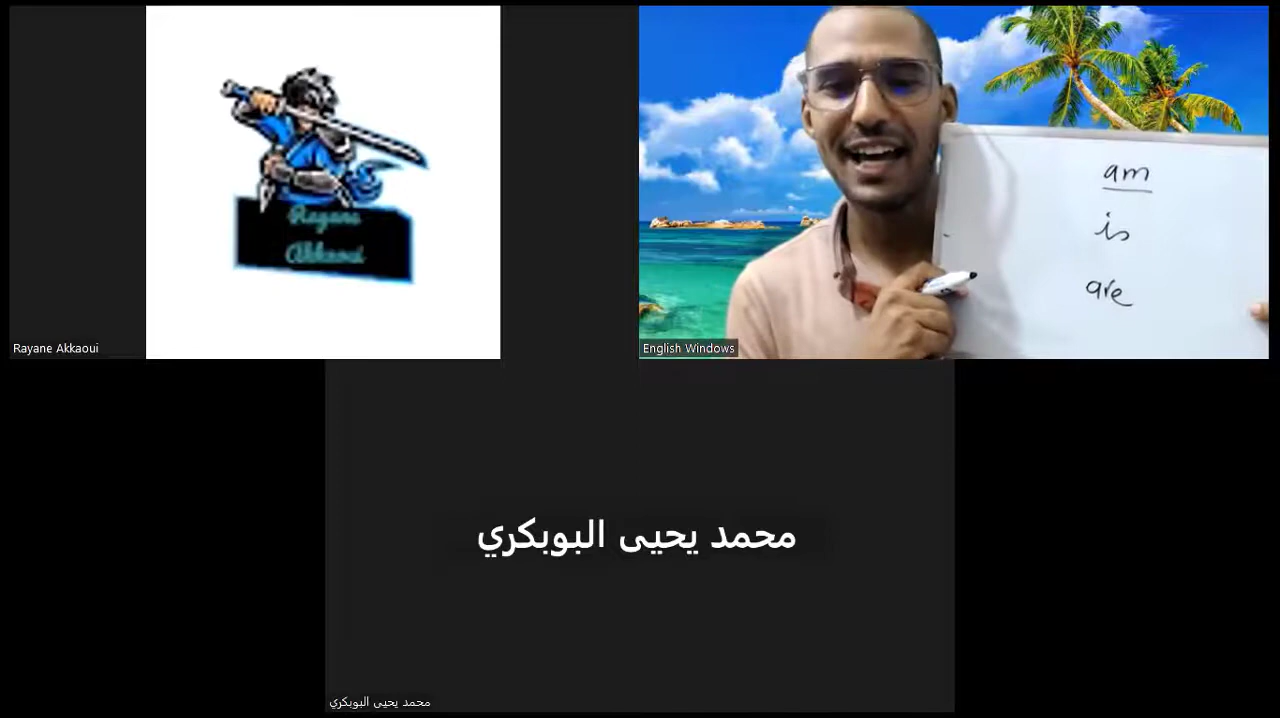 Rayane
Akkaoui
Rayane Akkaoui
am
is
are
English Windows
محمد يحيى البوبكري
محمد يحيى البوبكري